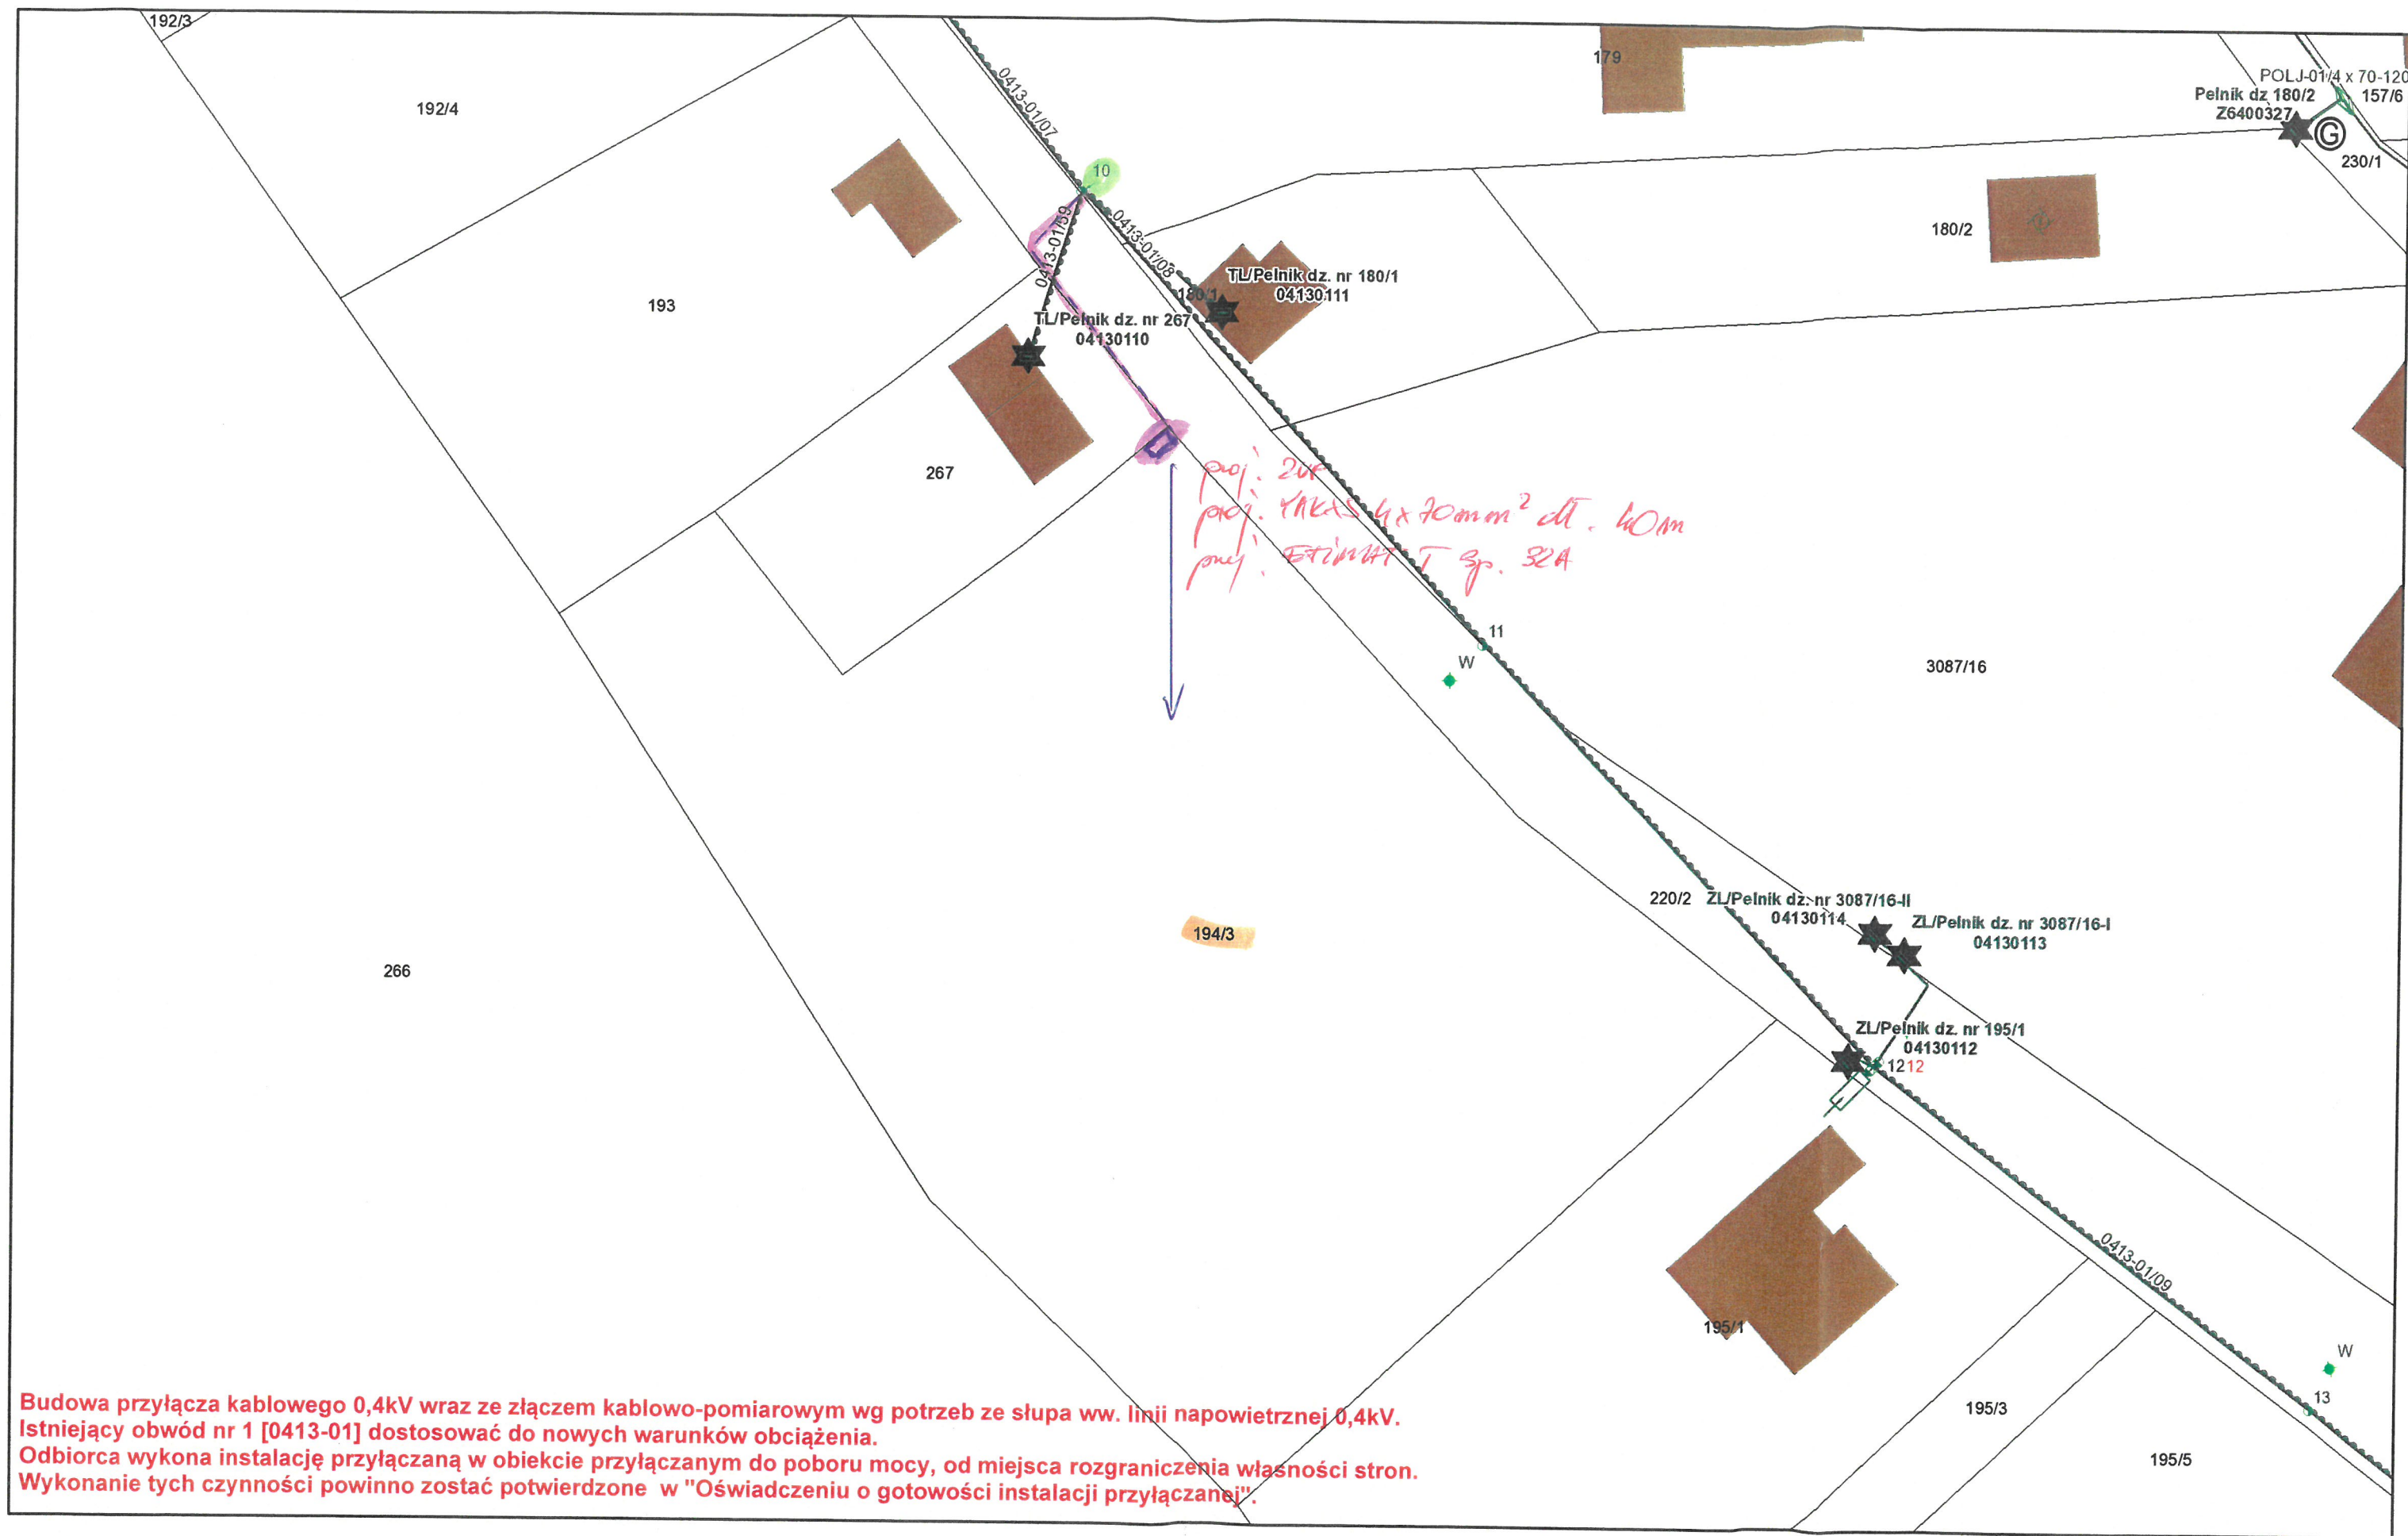 192/3
192/4
0413-01/07
179
POLJ-01/4 x 70-120
Pelnik dz 180/2
157/6
Z6400327
G
230/1
10
0413-01/59
0413-01/08
180/2
193
TL/Pelnik dz. nr 180/1
180/1
04130111
TL/Pelnik dz. nr 267
04130110
267
proj.
proj. YAKXS 4x70mm² dł. 40m
proj. ETIMAT T 3p. 32A
11
W
3087/16
220/2
ZL/Pelnik dz. nr 3087/16-II
04130114
ZL/Pelnik dz. nr 3087/16-I
04130113
194/3
266
ZL/Pelnik dz. nr 195/1
04130112
1212
0413-01/09
195/1
W
13
195/3
195/5
Budowa przyłącza kablowego 0,4kV wraz ze złączem kablowo-pomiarowym wg potrzeb ze słupa ww. linii napowietrznej 0,4kV.
Istniejący obwód nr 1 [0413-01] dostosować do nowych warunków obciążenia.
Odbiorca wykona instalację przyłączaną w obiekcie przyłączanym do poboru mocy, od miejsca rozgraniczenia własności stron.
Wykonanie tych czynności powinno zostać potwierdzone w "Oświadczeniu o gotowości instalacji przyłączanej".